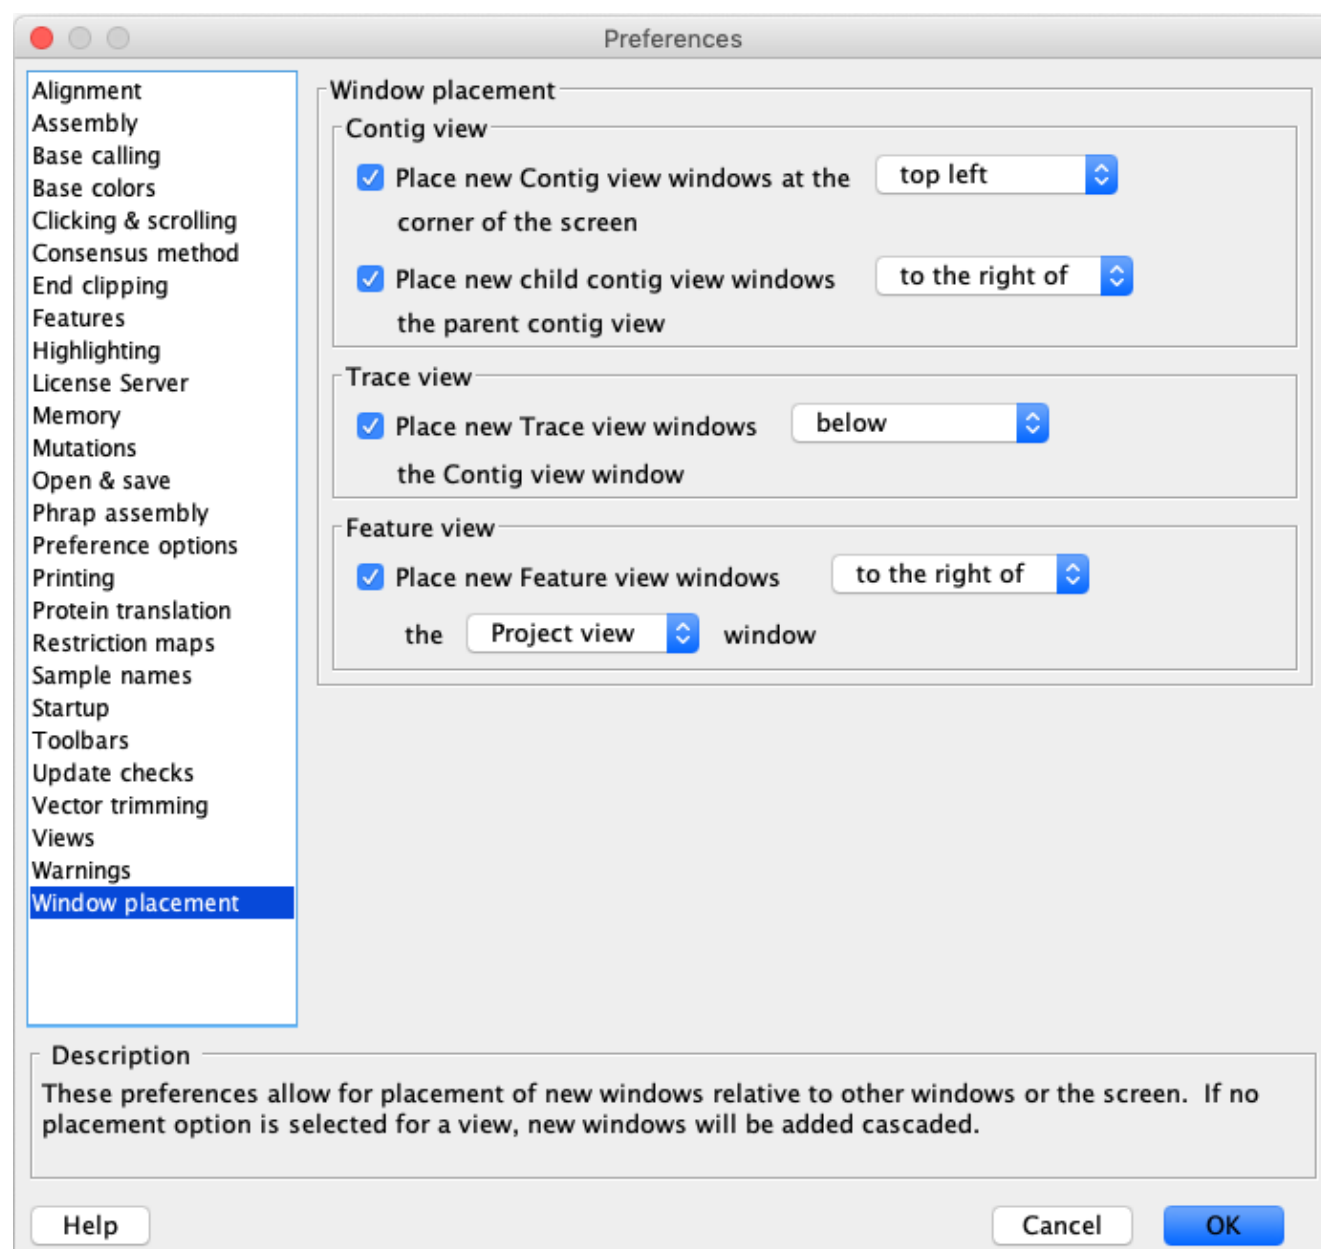 Preferences
Alignment
Assembly
Base calling
Base colors
Clicking & scrolling
Consensus method
End clipping
Features
Highlighting
License Server
Memory
Mutations
Open & save
Phrap assembly
Preference options
Printing
Protein translation
Restriction maps
Sample names
Startup
Toolbars
Update checks
Vector trimming
Views
Warnings
Window placement
Window placement
Contig view
Place new Contig view windows at the top left
corner of the screen
Place new child contig view windows to the right of
the parent contig view
Trace view
Place new Trace view windows below
the Contig view window
Feature view
Place new Feature view windows to the right of
the Project view window
Description
These preferences allow for placement of new windows relative to other windows or the screen.  If no
placement option is selected for a view, new windows will be added cascaded.
Help Cancel OK